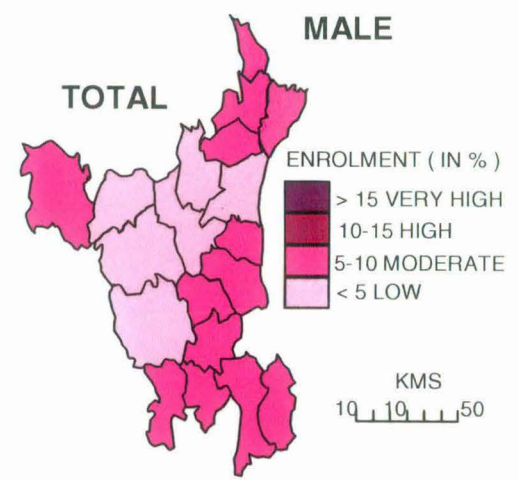 MALE
TOTAL
ENROLMENT ( IN % )
> 15 VERY HIGH
10-15 HIGH
5-10 MODERATE
< 5 LOW
KMS
10 10 50